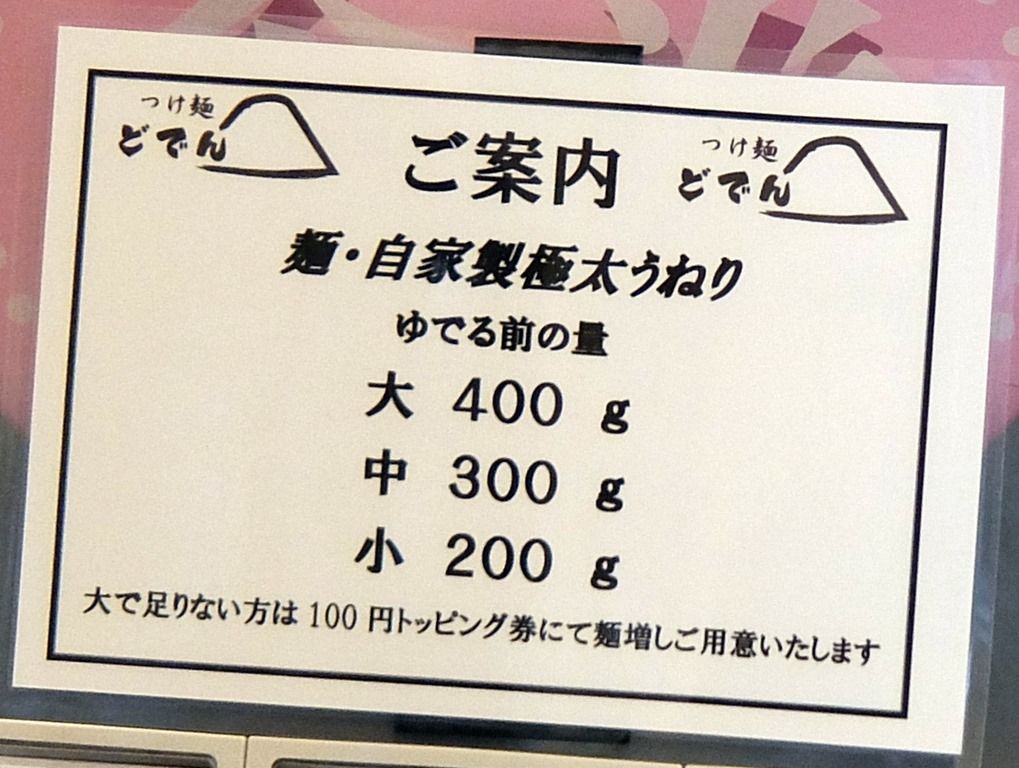 つけ麺
どでん
ご案内
つけ麺
どでん
麺・自家製極太うねり
ゆでる前の量
大 400 g
中 300 g
小 200 g
大で足りない方は100円トッピング券にて麺増しご用意いたします